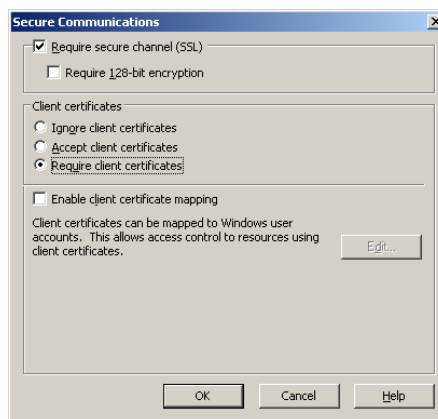 Secure Communications
Require secure channel (SSL)
Require 128-bit encryption
Client certificates
Ignore client certificates
Accept client certificates
Require client certificates
Enable client certificate mapping
Client certificates can be mapped to Windows user
accounts. This allows access control to resources using
client certificates.
Edit...
OK
Cancel
Help